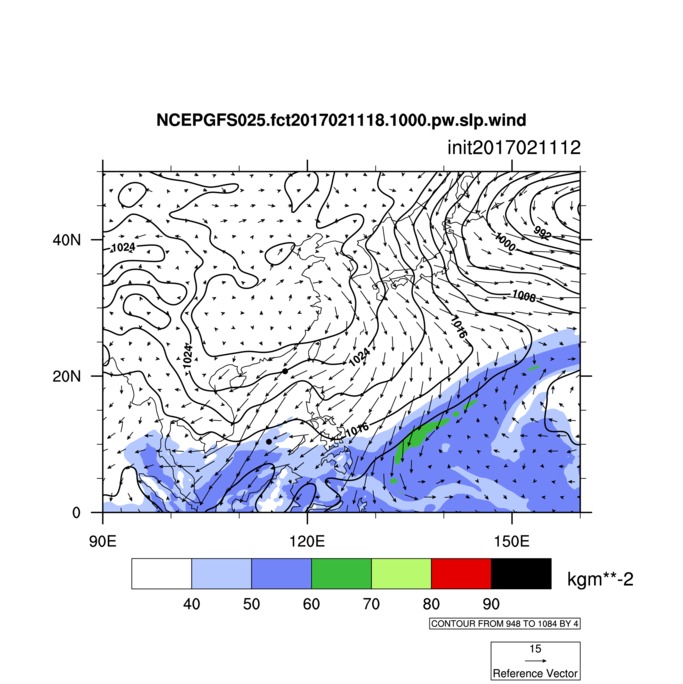 NCEPGFS025.fct2017021118.1000.pw.slp.wind
init2017021112
40N
20N
0
1024
992
1000
1008
1016
1024
1024
1016
90E 120E 150E
40 50 60 70 80 90
kgm**-2
CONTOUR FROM 948 TO 1084 BY 4
15
Reference Vector